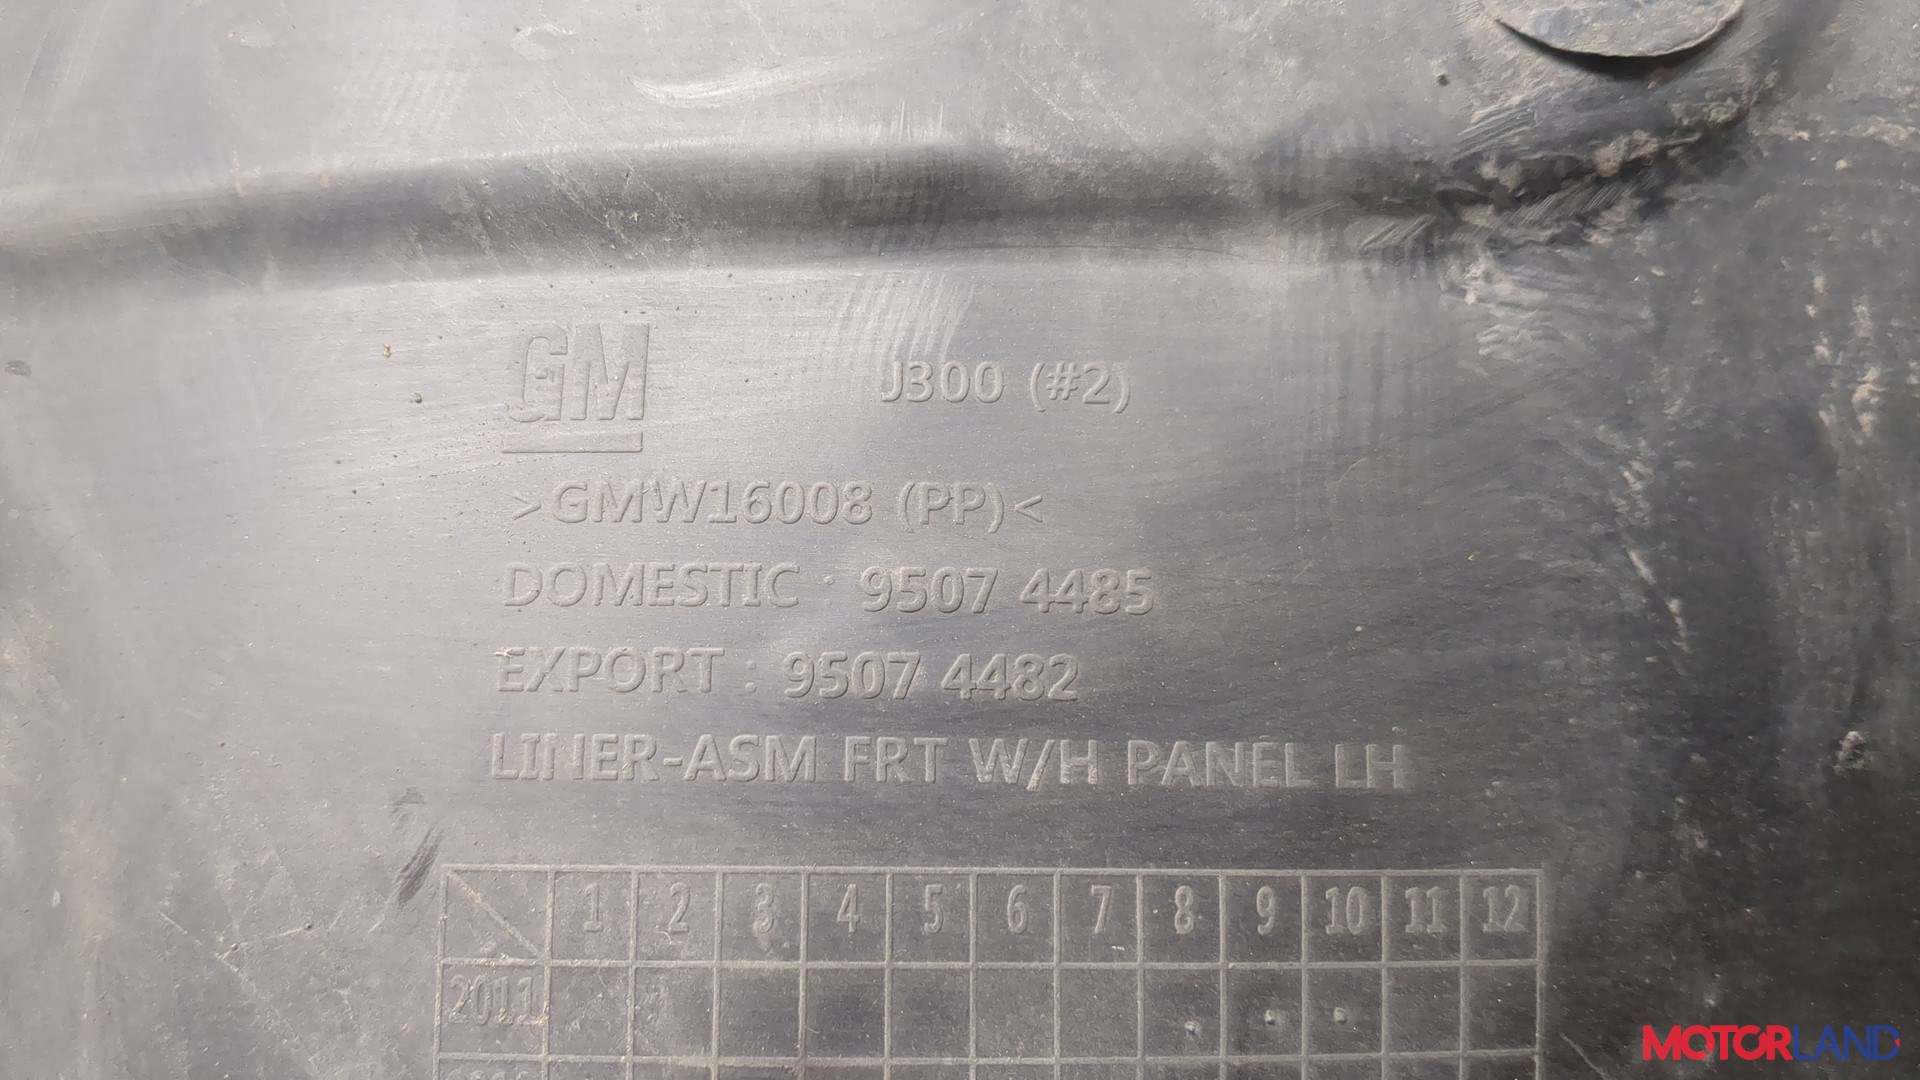 GM J300 (#2)
>GMW16008 (PP)<
DOMESTIC : 9507 4485
EXPORT : 9507 4482
LINER-ASM FRT W/H PANEL LH
1 2 3 4 5 6 7 8 9 10 11 12
2011
MOTORLAND